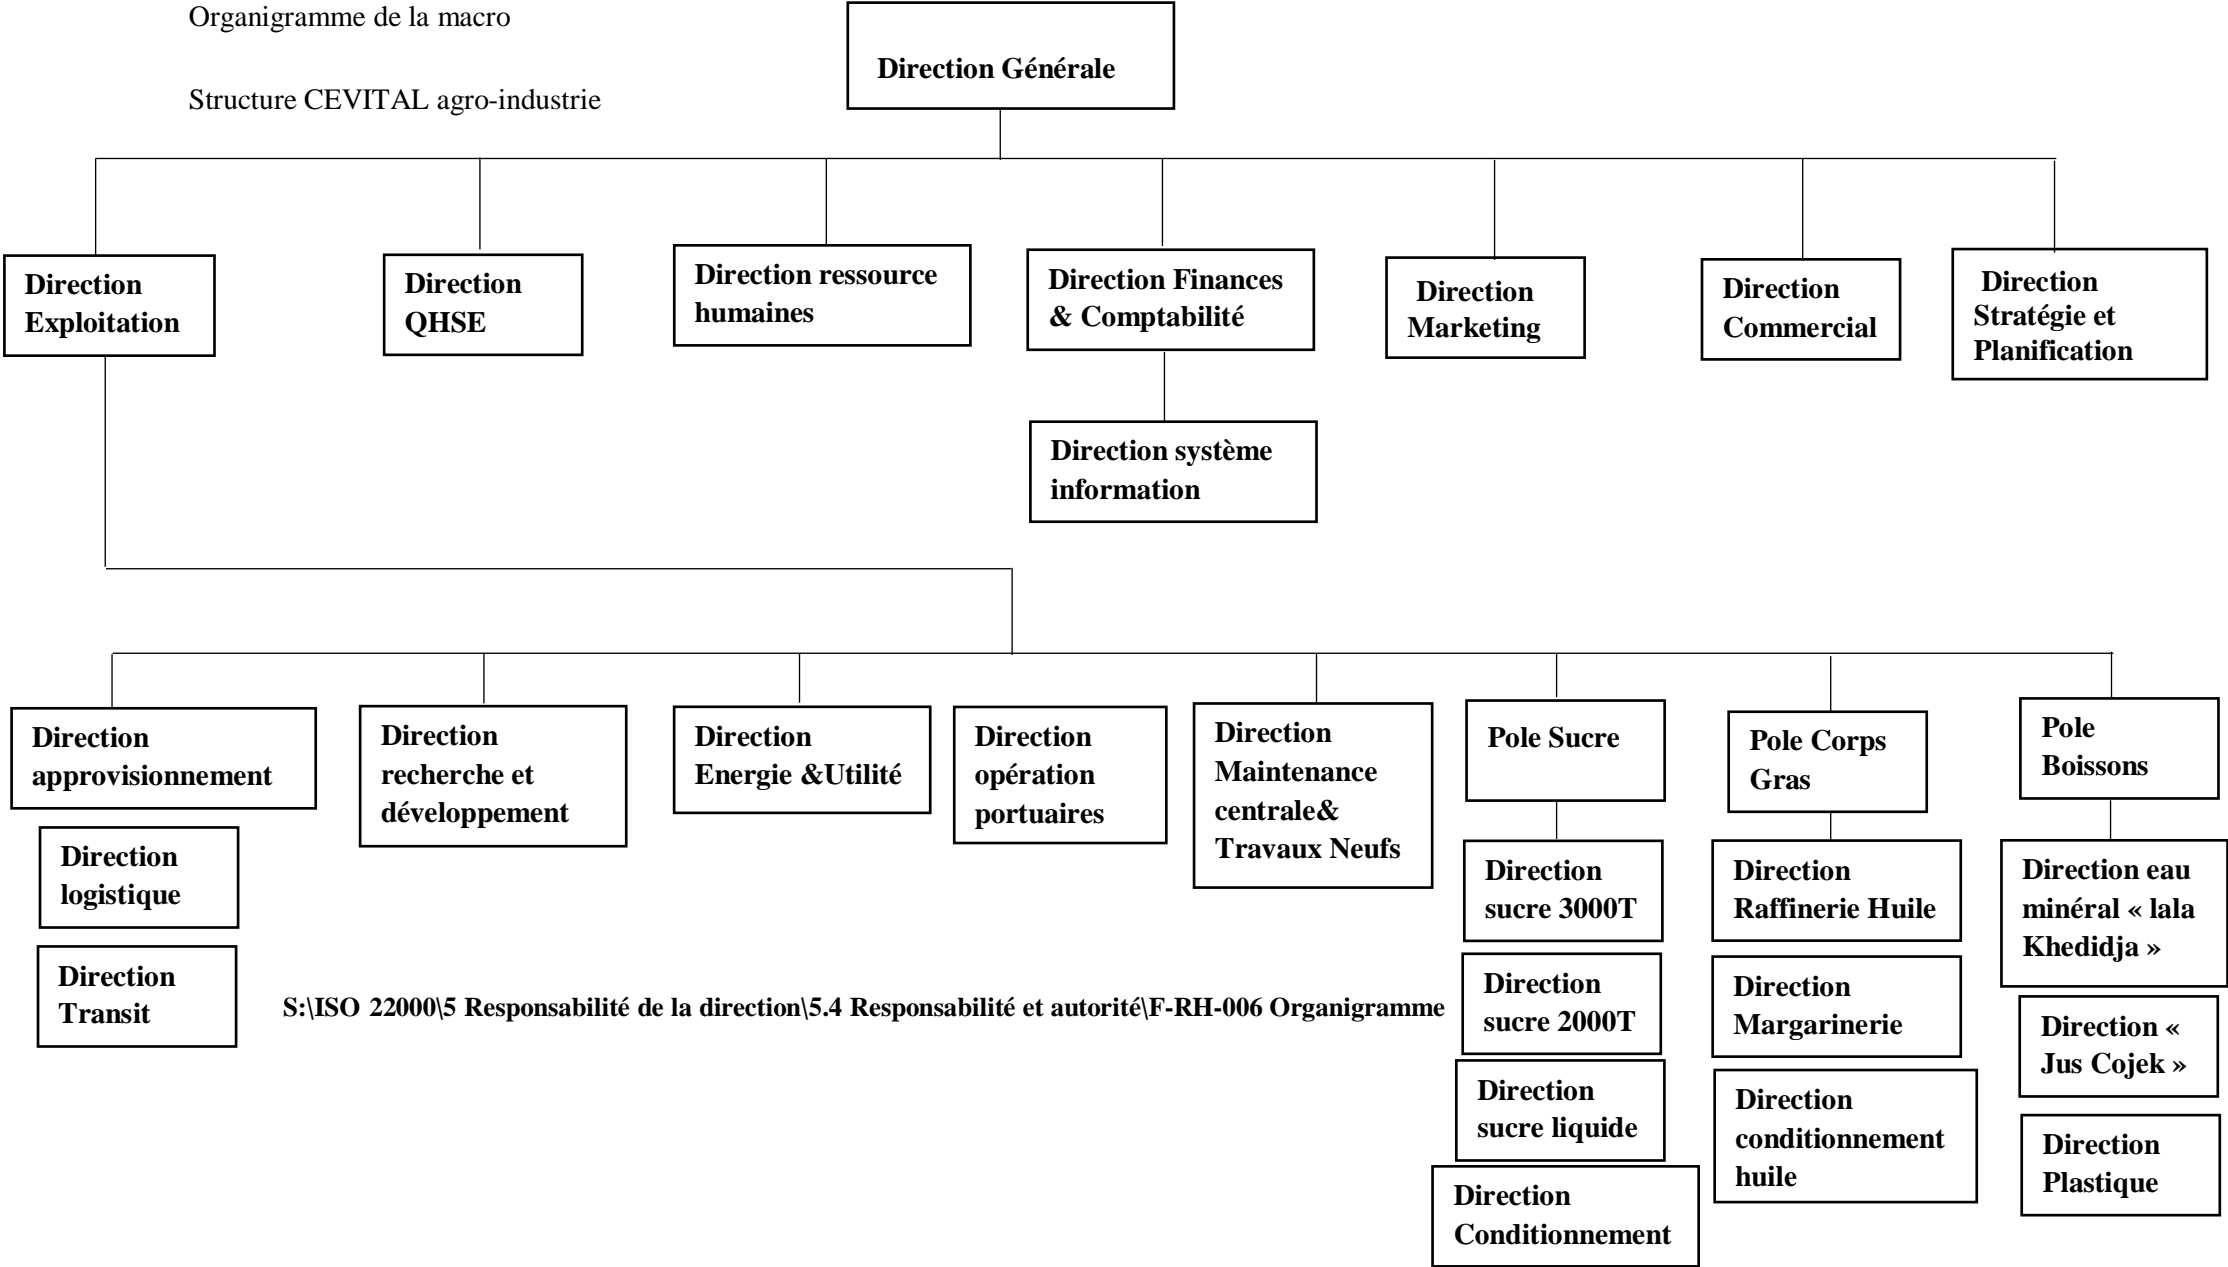 Organigramme de la macro
Structure CEVITAL agro-industrie
Direction Générale
Direction
Exploitation
Direction
QHSE
Direction ressource
humaines
Direction Finances
& Comptabilité
Direction
Marketing
Direction
Commercial
Direction
Stratégie et
Planification
Direction système
information
Direction
approvisionnement
Direction
logistique
Direction
Transit
Direction
recherche et
développement
Direction
Energie &Utilité
Direction
opération
portuaires
Direction
Maintenance
centrale&
Travaux Neufs
Pole Sucre
Direction
sucre 3000T
Direction
sucre 2000T
Direction
sucre liquide
Direction
Conditionnement
Pole Corps
Gras
Direction
Raffinerie Huile
Direction
Margarinerie
Direction
conditionnement
huile
Pole
Boissons
Direction eau
minéral « lala
Khedidja »
Direction «
Jus Cojek »
Direction
Plastique
S:\ISO 22000\5 Responsabilité de la direction\5.4 Responsabilité et autorité\F-RH-006 Organigramme